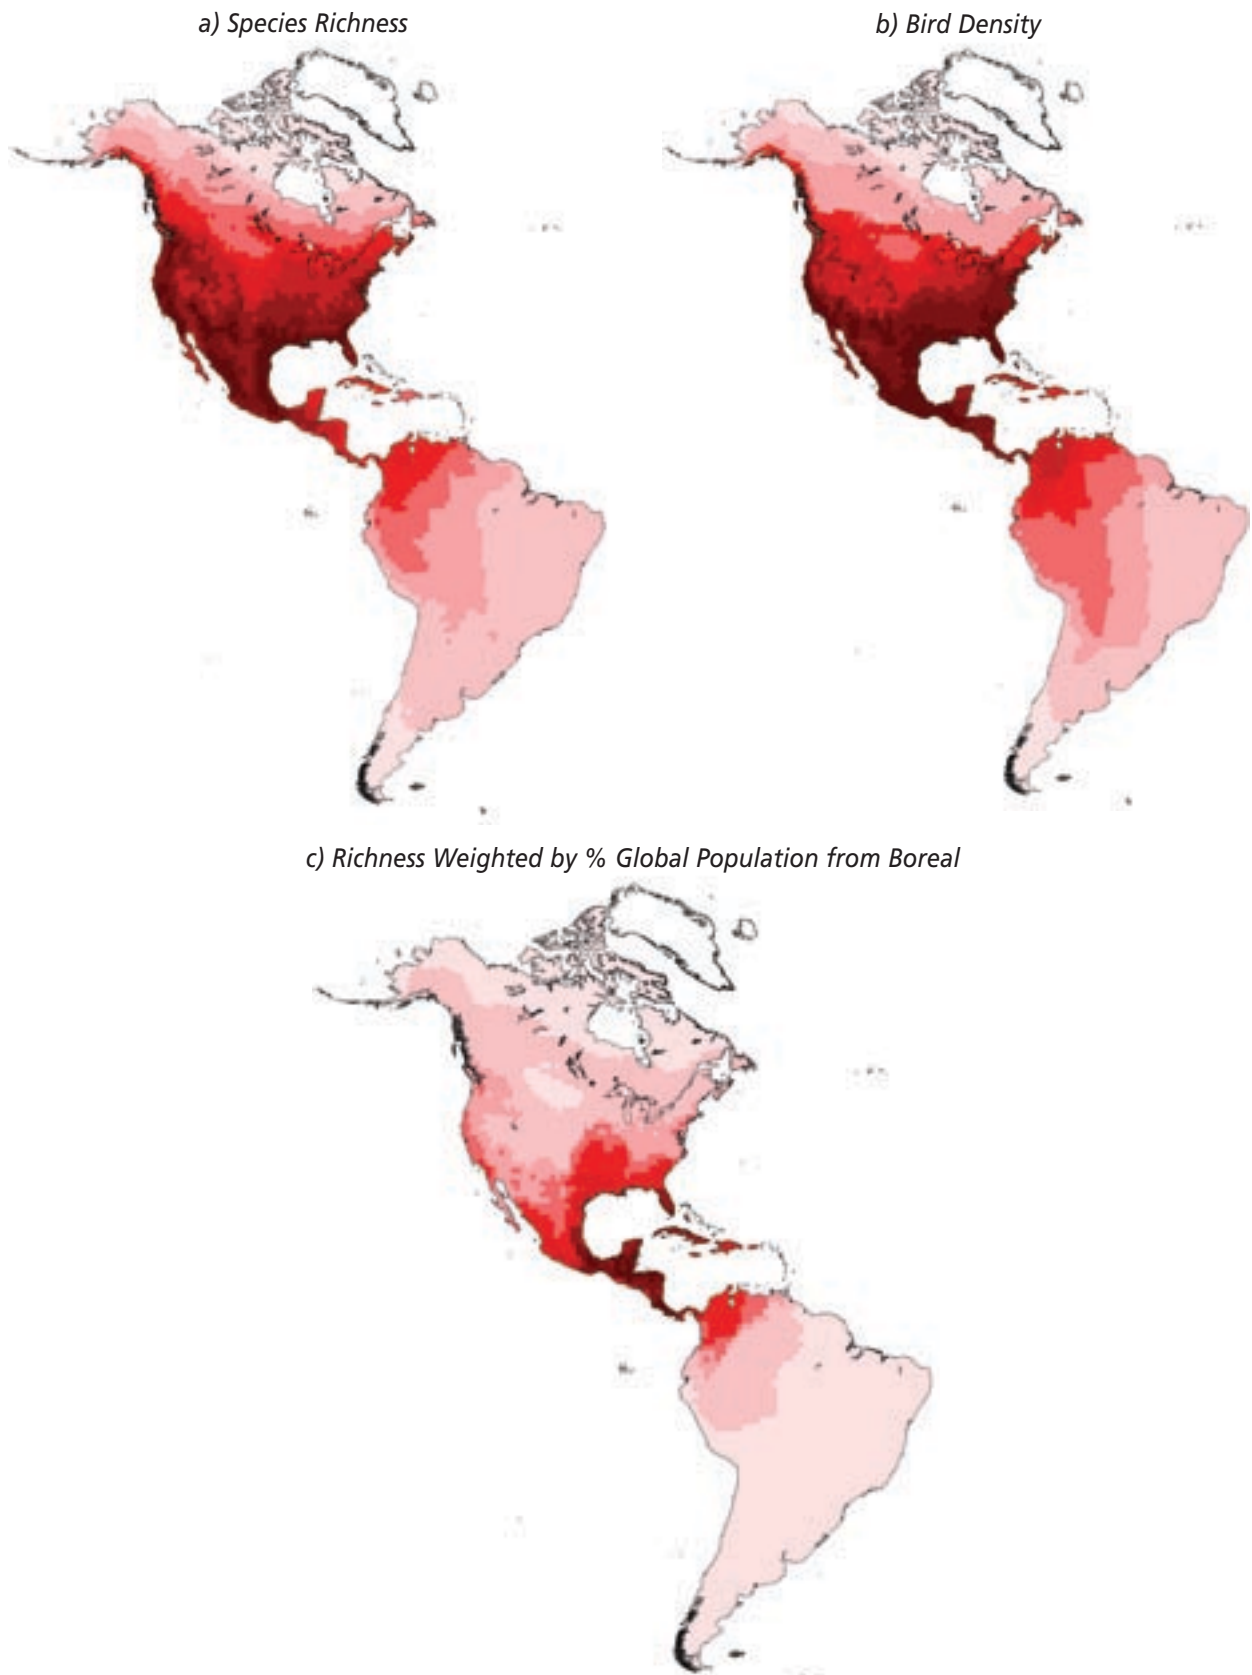 a) Species Richness
b) Bird Density
c) Richness Weighted by % Global Population from Boreal